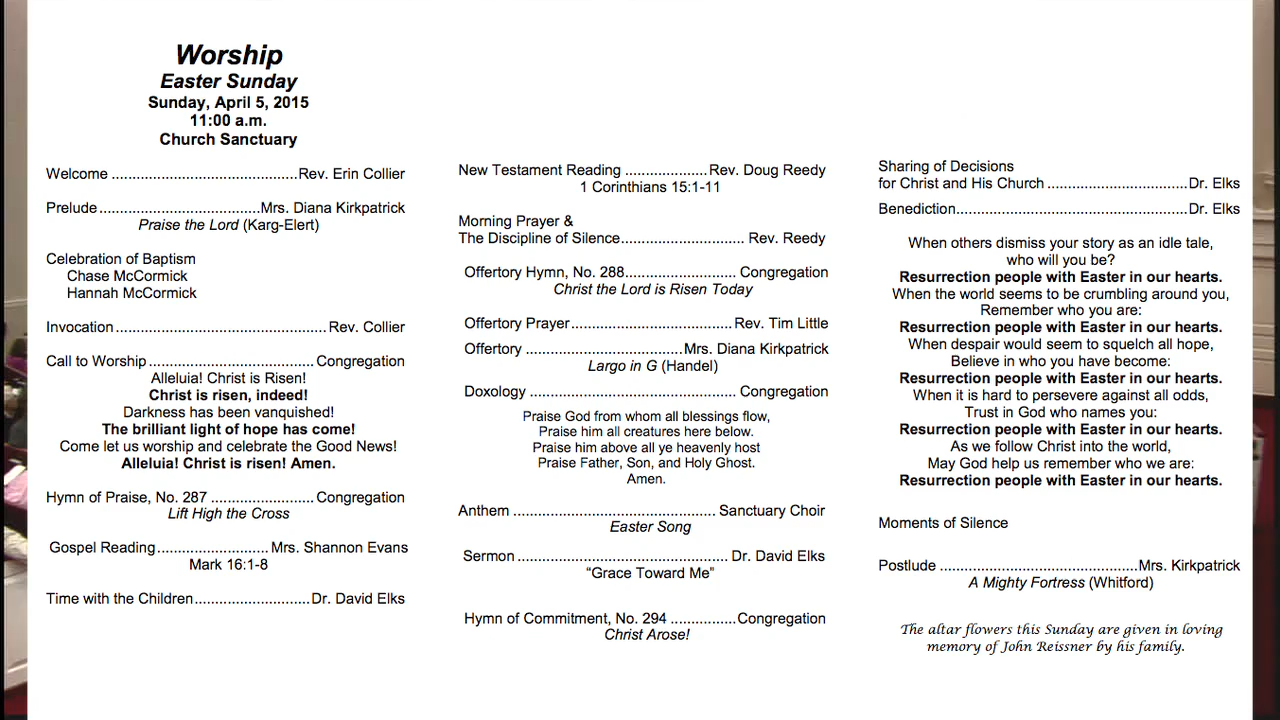 Worship
Easter Sunday
Sunday, April 5, 2015
11:00 a.m.
Church Sanctuary
Welcome .............................................Rev. Erin Collier
Prelude.......................................Mrs. Diana Kirkpatrick
Praise the Lord (Karg-Elert)
Celebration of Baptism
Chase McCormick
Hannah McCormick
Invocation................................................... Rev. Collier
Call to Worship ........................................ Congregation
Alleluia! Christ is Risen!
Christ is risen, indeed!
Darkness has been vanquished!
The brilliant light of hope has come!
Come let us worship and celebrate the Good News!
Alleluia! Christ is risen! Amen.
Hymn of Praise, No. 287 ......................... Congregation
Lift High the Cross
Gospel Reading........................... Mrs. Shannon Evans
Mark 16:1-8
Time with the Children............................Dr. David Elks
New Testament Reading ....................Rev. Doug Reedy
1 Corinthians 15:1-11
Morning Prayer &
The Discipline of Silence.............................. Rev. Reedy
Offertory Hymn, No. 288........................... Congregation
Christ the Lord is Risen Today
Offertory Prayer....................................... Rev. Tim Little
Offertory ......................................Mrs. Diana Kirkpatrick
Largo in G (Handel)
Doxology .................................................. Congregation
Praise God from whom all blessings flow,
Praise him all creatures here below.
Praise him above all ye heavenly host
Praise Father, Son, and Holy Ghost.
Amen.
Anthem ................................................. Sanctuary Choir
Easter Song
Sermon ................................................... Dr. David Elks
“Grace Toward Me”
Hymn of Commitment, No. 294 ................Congregation
Christ Arose!
Sharing of Decisions
for Christ and His Church ..................................Dr. Elks
Benediction........................................................Dr. Elks
When others dismiss your story as an idle tale,
who will you be?
Resurrection people with Easter in our hearts.
When the world seems to be crumbling around you,
Remember who you are:
Resurrection people with Easter in our hearts.
When despair would seem to squelch all hope,
Believe in who you have become:
Resurrection people with Easter in our hearts.
When it is hard to persevere against all odds,
Trust in God who names you:
Resurrection people with Easter in our hearts.
As we follow Christ into the world,
May God help us remember who we are:
Resurrection people with Easter in our hearts.
Moments of Silence
Postlude ................................................Mrs. Kirkpatrick
A Mighty Fortress (Whitford)
The altar flowers this Sunday are given in loving
memory of John Reissner by his family.